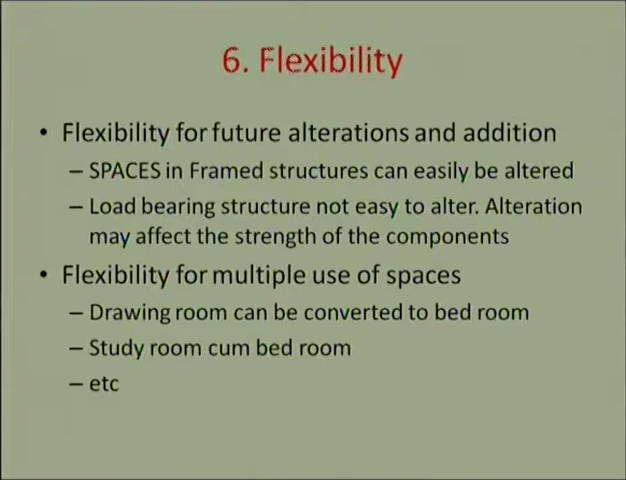 6. Flexibility
• Flexibility for future alterations and addition
– SPACES in Framed structures can easily be altered
– Load bearing structure not easy to alter. Alteration
may affect the strength of the components
• Flexibility for multiple use of spaces
– Drawing room can be converted to bed room
– Study room cum bed room
– etc